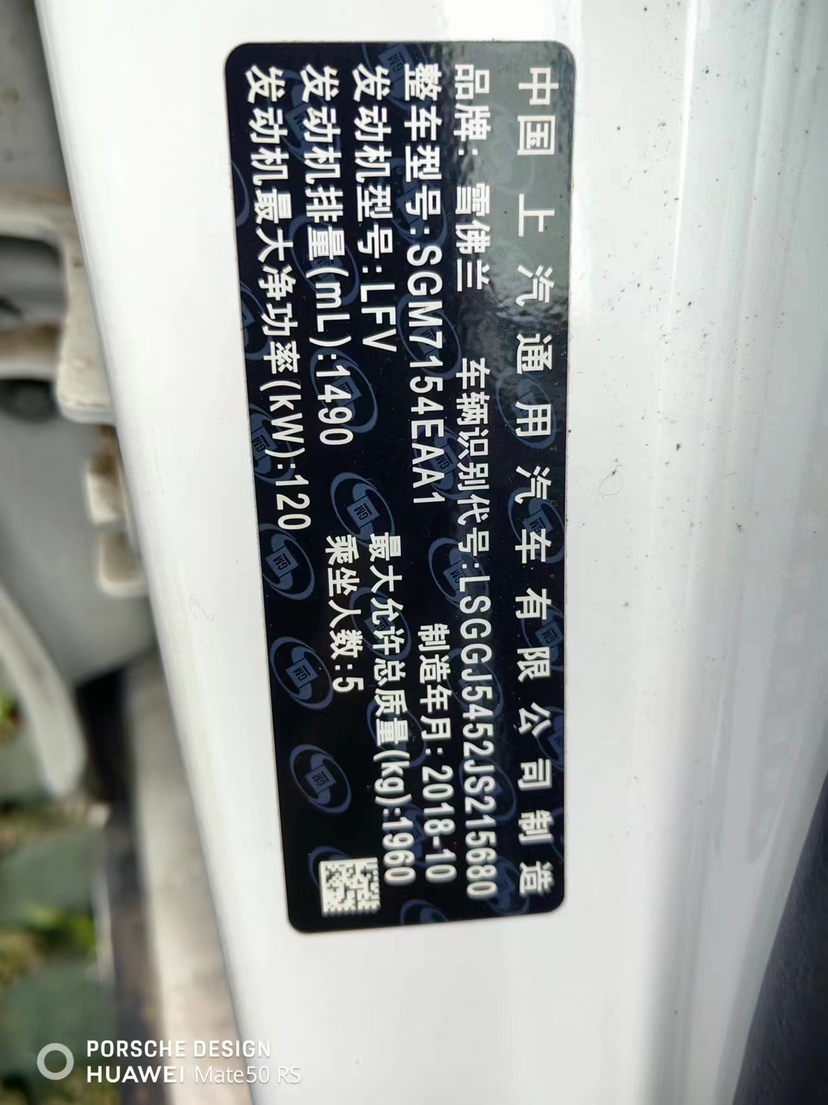 中国 上汽通用汽车有限公司制造
品牌: 雪佛兰 车辆识别代号:LSGGJ5452JS215680
整车型号:SGM7154EAA1 制造年月: 2018-10
发动机型号:LFV 最大允许总质量(kg):1960
发动机排量(mL):1490 乘坐人数:5
发动机最大净功率(kW):120
PORSCHE DESIGN
HUAWEI Mate50 RS